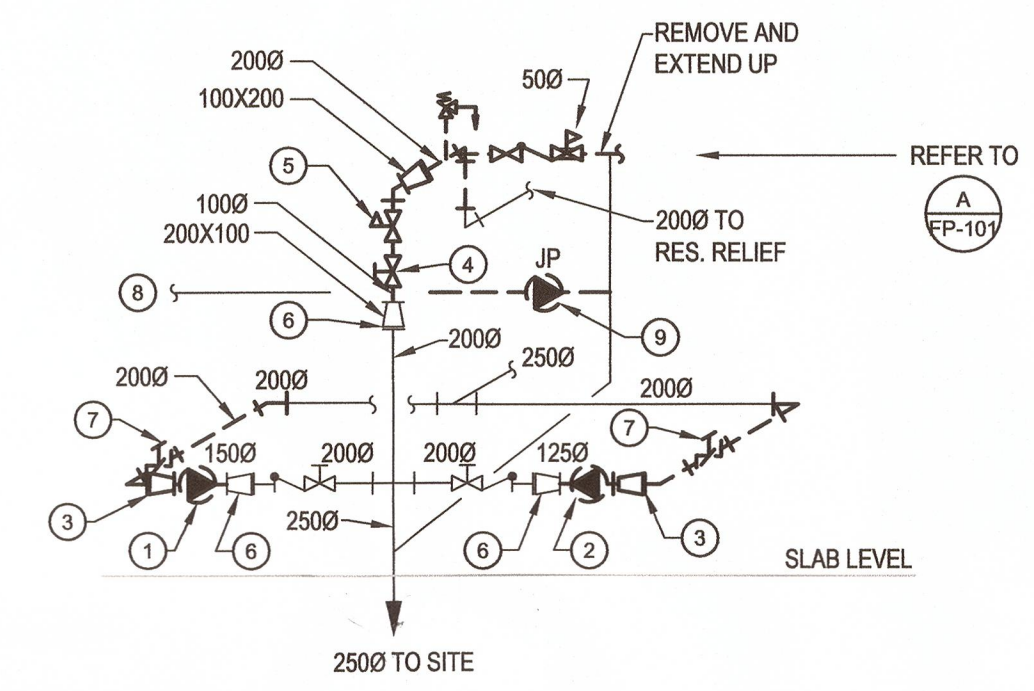 REMOVE AND
EXTEND UP
200Ø
100X200
50Ø
REFER TO
A
FP-101
5
100Ø
200X100
200Ø TO
RES. RELIEF
4
JP
8
6
9
200Ø
250Ø
200Ø
200Ø
200Ø
7
7
150Ø
200Ø
200Ø
125Ø
3
1
6
250Ø
6
2
3
SLAB LEVEL
250Ø TO SITE